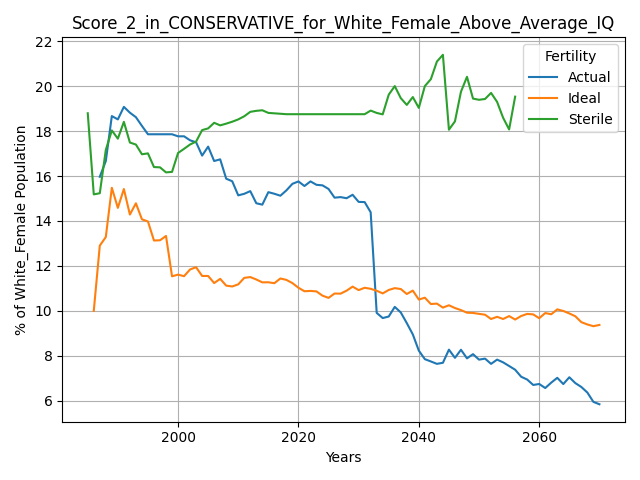 Score_2_in_CONSERVATIVE_for_White_Female_Above_Average_IQ
% of White_Female Population
22
20
18
16
14
12
10
8
6
Fertility
Actual
Ideal
Sterile
2000
2020
2040
2060
Years